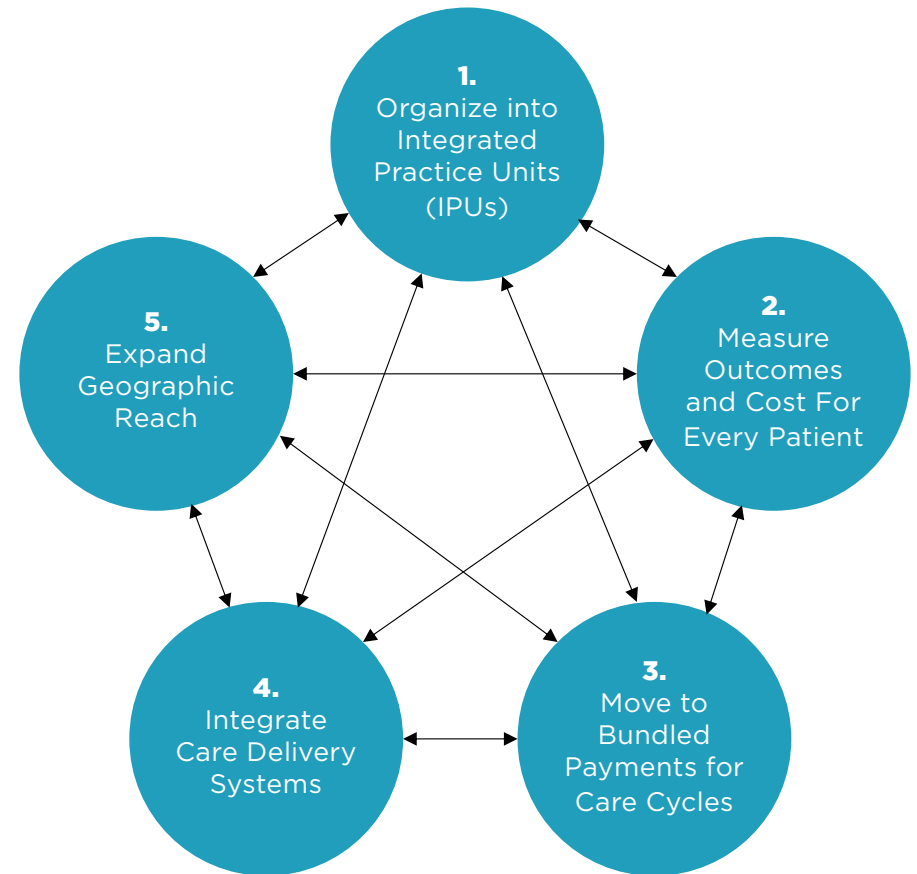 1.
Organize into
Integrated
Practice Units
(IPUs)
2.
Measure
Outcomes
and Cost For
Every Patient
3.
Move to
Bundled
Payments for
Care Cycles
4.
Integrate
Care Delivery
Systems
5.
Expand
Geographic
Reach